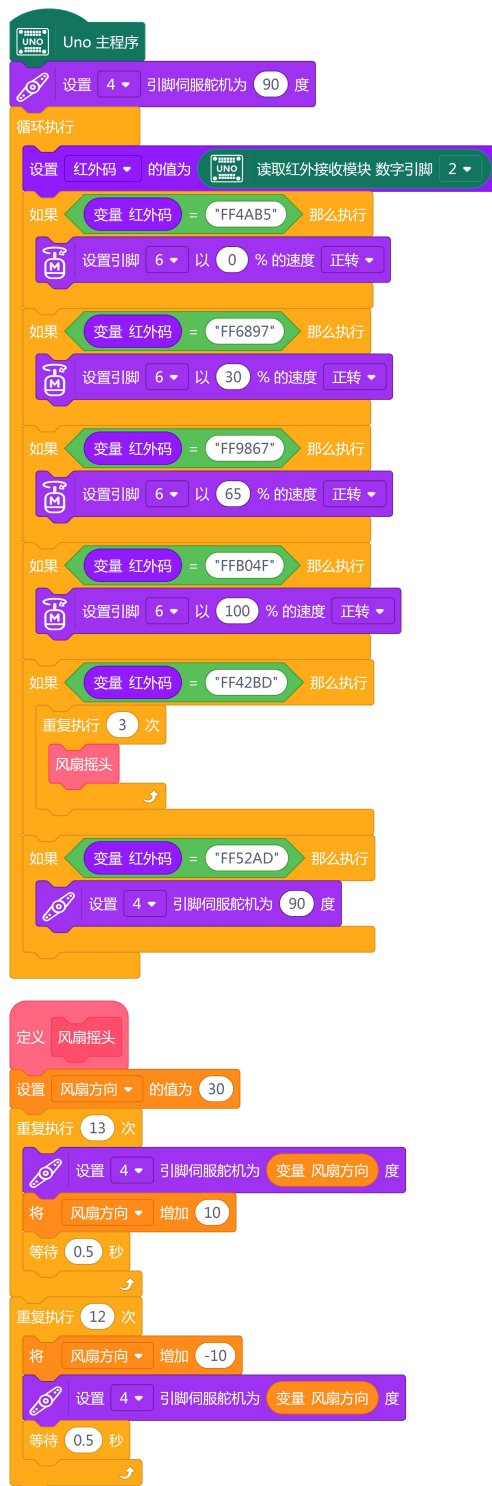 UNO Uno 主程序
设置 4 引脚伺服舵机为 90 度
循环执行
设置 红外码 的值为 UNO 读取红外接收模块 数字引脚 2
如果 变量 红外码 = "FF4AB5" 那么执行
M 设置引脚 6 以 0 % 的速度 正转
如果 变量 红外码 = "FF6897" 那么执行
M 设置引脚 6 以 30 % 的速度 正转
如果 变量 红外码 = "FF9867" 那么执行
M 设置引脚 6 以 65 % 的速度 正转
如果 变量 红外码 = "FFB04F" 那么执行
M 设置引脚 6 以 100 % 的速度 正转
如果 变量 红外码 = "FF42BD" 那么执行
重复执行 3 次
风扇摇头
如果 变量 红外码 = "FF52AD" 那么执行
设置 4 引脚伺服舵机为 90 度
定义 风扇摇头
设置 风扇方向 的值为 30
重复执行 13 次
设置 4 引脚伺服舵机为 变量 风扇方向 度
将 风扇方向 增加 10
等待 0.5 秒
重复执行 12 次
将 风扇方向 增加 -10
设置 4 引脚伺服舵机为 变量 风扇方向 度
等待 0.5 秒